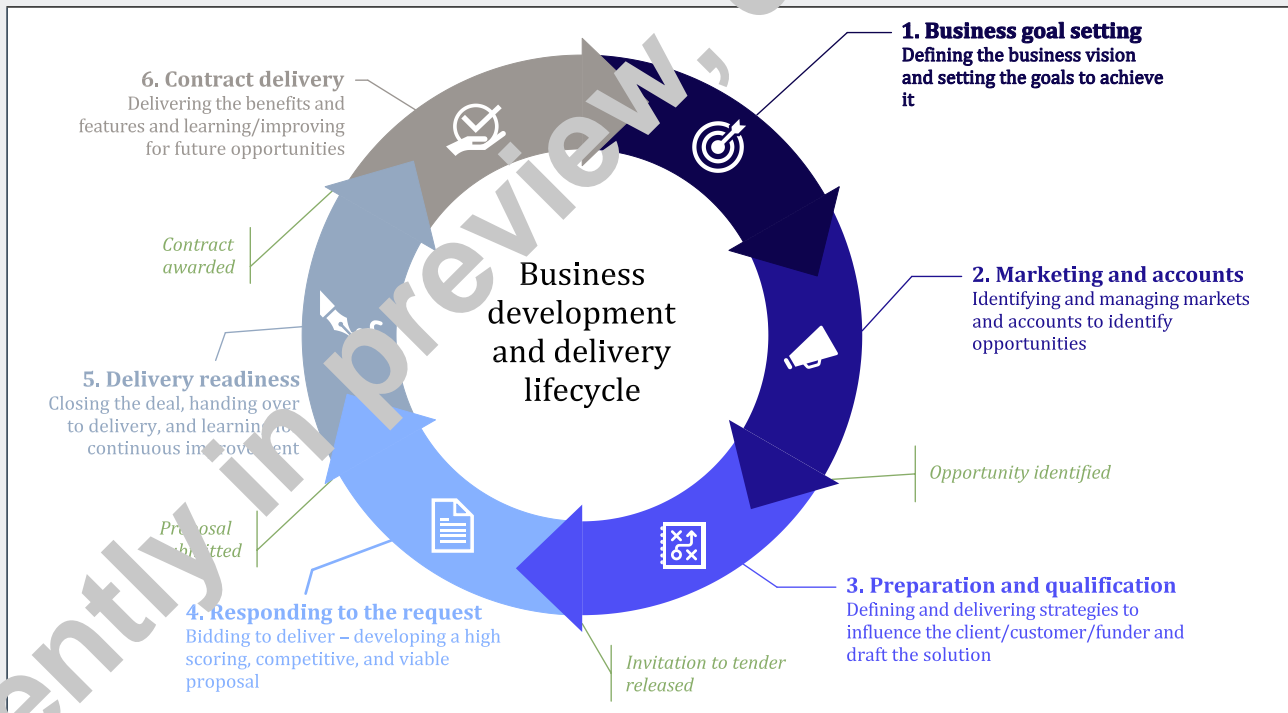 1. Business goal setting
Defining the business vision
and setting the goals to achieve
it
2. Marketing and accounts
Identifying and managing markets
and accounts to identify
opportunities
Opportunity identified
3. Preparation and qualification
Defining and delivering strategies to
influence the client/customer/funder and
draft the solution
Invitation to tender
released
4. Responding to the request
Bidding to deliver – developing a high
scoring, competitive, and viable
proposal
Proposal
submitted
5. Delivery readiness
Closing the deal, handing over
to delivery, and learning for
continuous improvement
Contract
awarded
6. Contract delivery
Delivering the benefits and
features and learning/improving
for future opportunities
Business
development
and delivery
lifecycle
ently in preview,